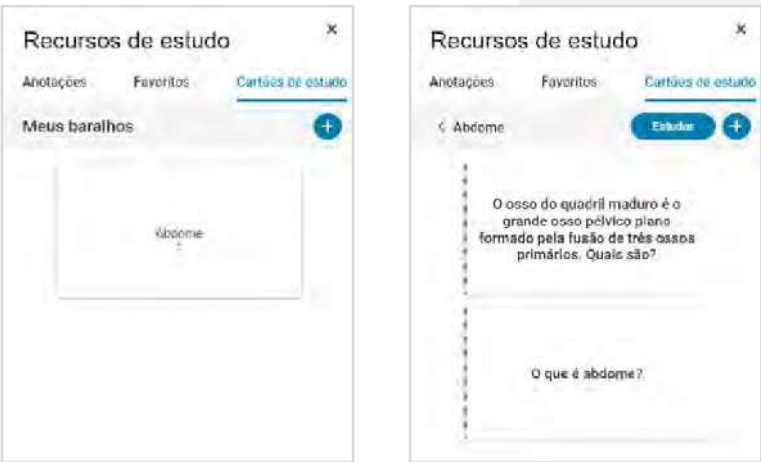 Recursos de estudo
×
Anotações Favoritos Cartões de estudo
Meus baralhos +
Abdome
Recursos de estudo
×
Anotações Favoritos Cartões de estudo
< Abdome Estudar +
O osso do quadril maduro é o
grande osso pélvico plano
formado pela fusão de três ossos
primários. Quais são?
O que é abdome?